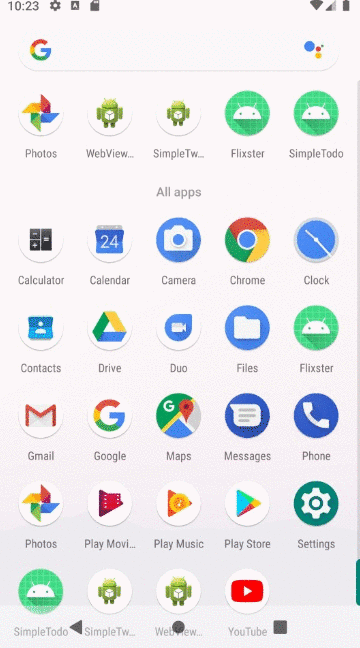 10:23
Photos WebView... SimpleTw... Flixster SimpleTodo
All apps
Calculator Calendar Camera Chrome Clock
24
Contacts Drive Duo Files Flixster
Gmail Google Maps Messages Phone
Photos Play Movi... Play Music Play Store Settings
SimpleTodo SimpleTw... WebView... YouTube